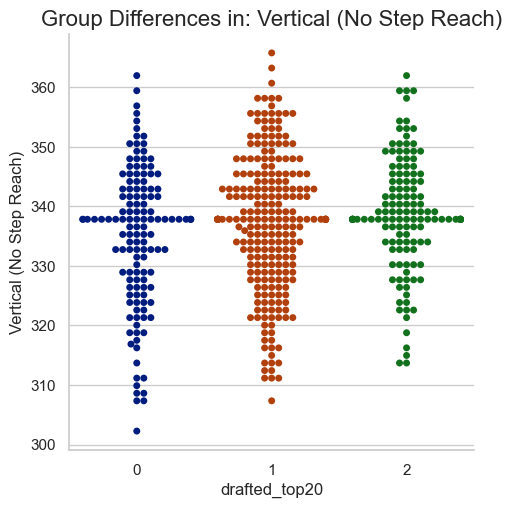 Group Differences in: Vertical (No Step Reach)
360
350
340
330
320
310
300
Vertical (No Step Reach)
0 1 2
drafted_top20